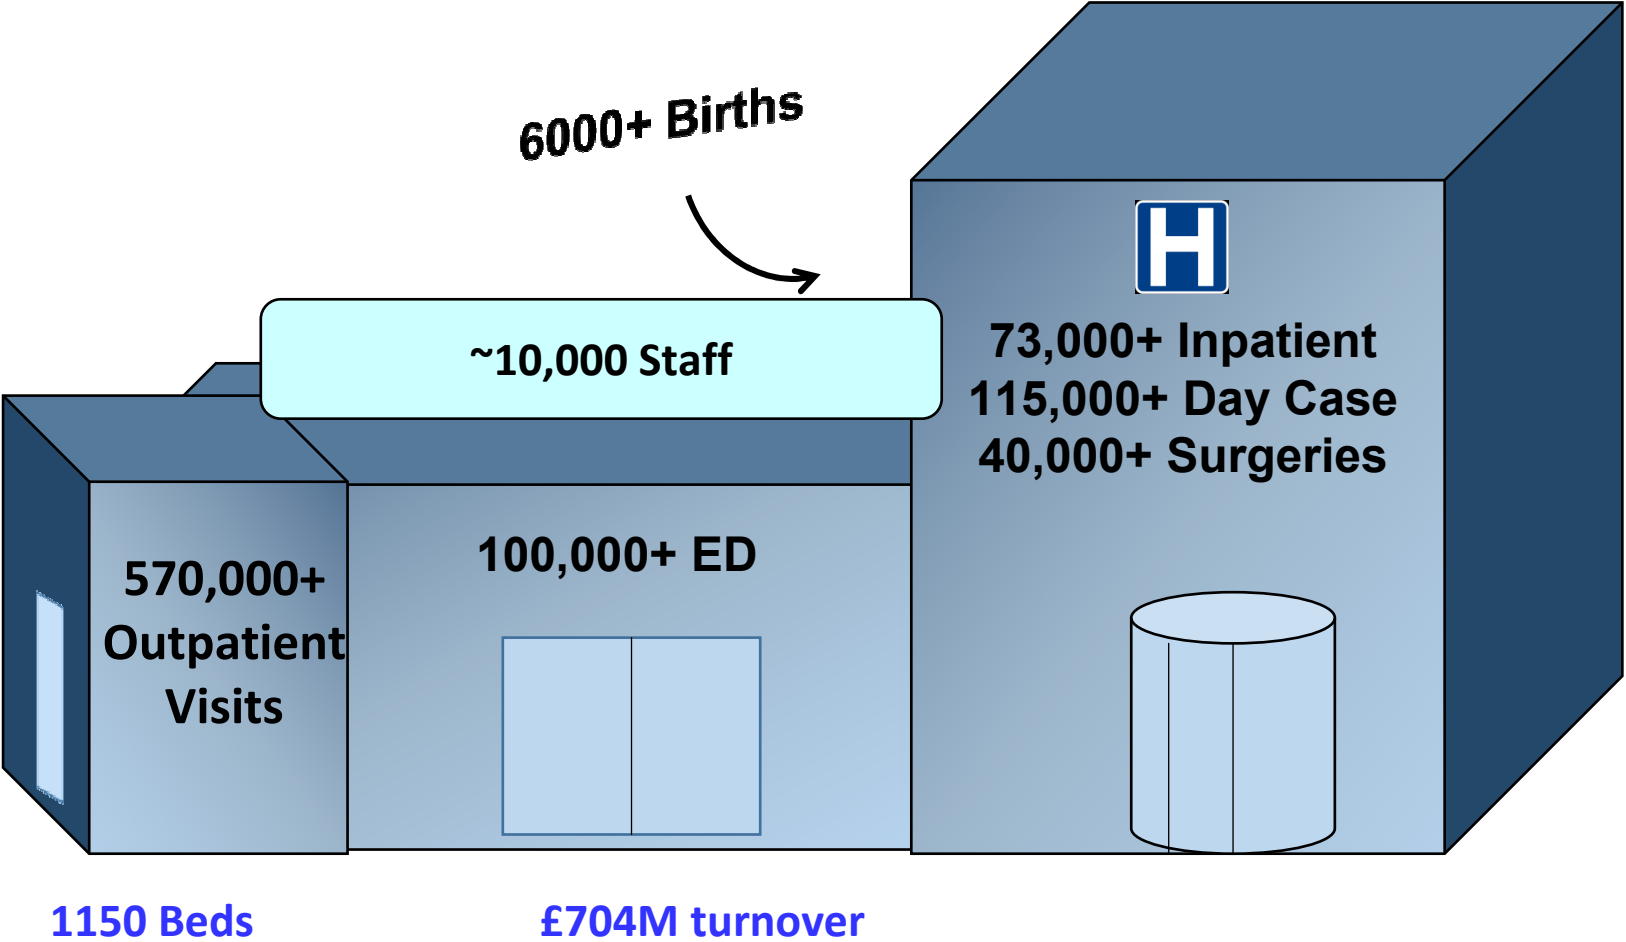 6000+ Births
H
~10,000 Staff
73,000+ Inpatient
115,000+ Day Case
40,000+ Surgeries
100,000+ ED
570,000+
Outpatient
Visits
1150 Beds
£704M turnover